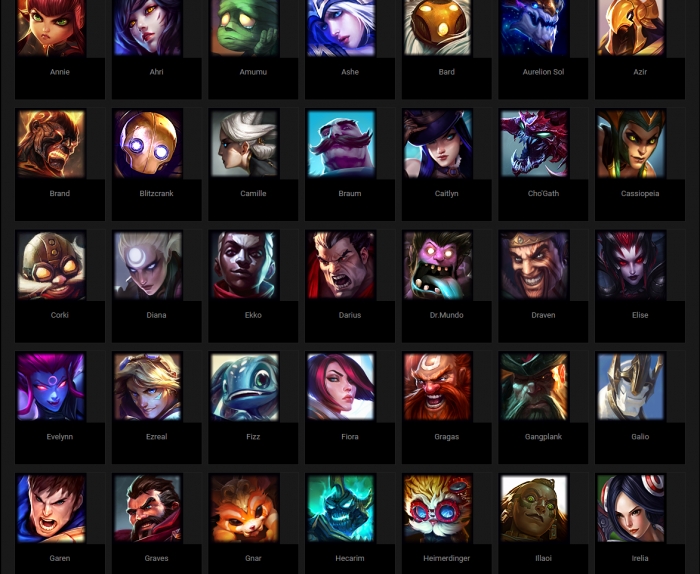 Annie Ahri Amumu Ashe Bard Aurelion Sol Azir
Brand Blitzcrank Camille Braum Caitlyn Cho'Gath Cassiopeia
Corki Diana Ekko Darius Dr.Mundo Draven Elise
Evelynn Ezreal Fizz Fiora Gragas Gangplank Galio
Garen Graves Gnar Hecarim Heimerdinger Illaoi Irelia